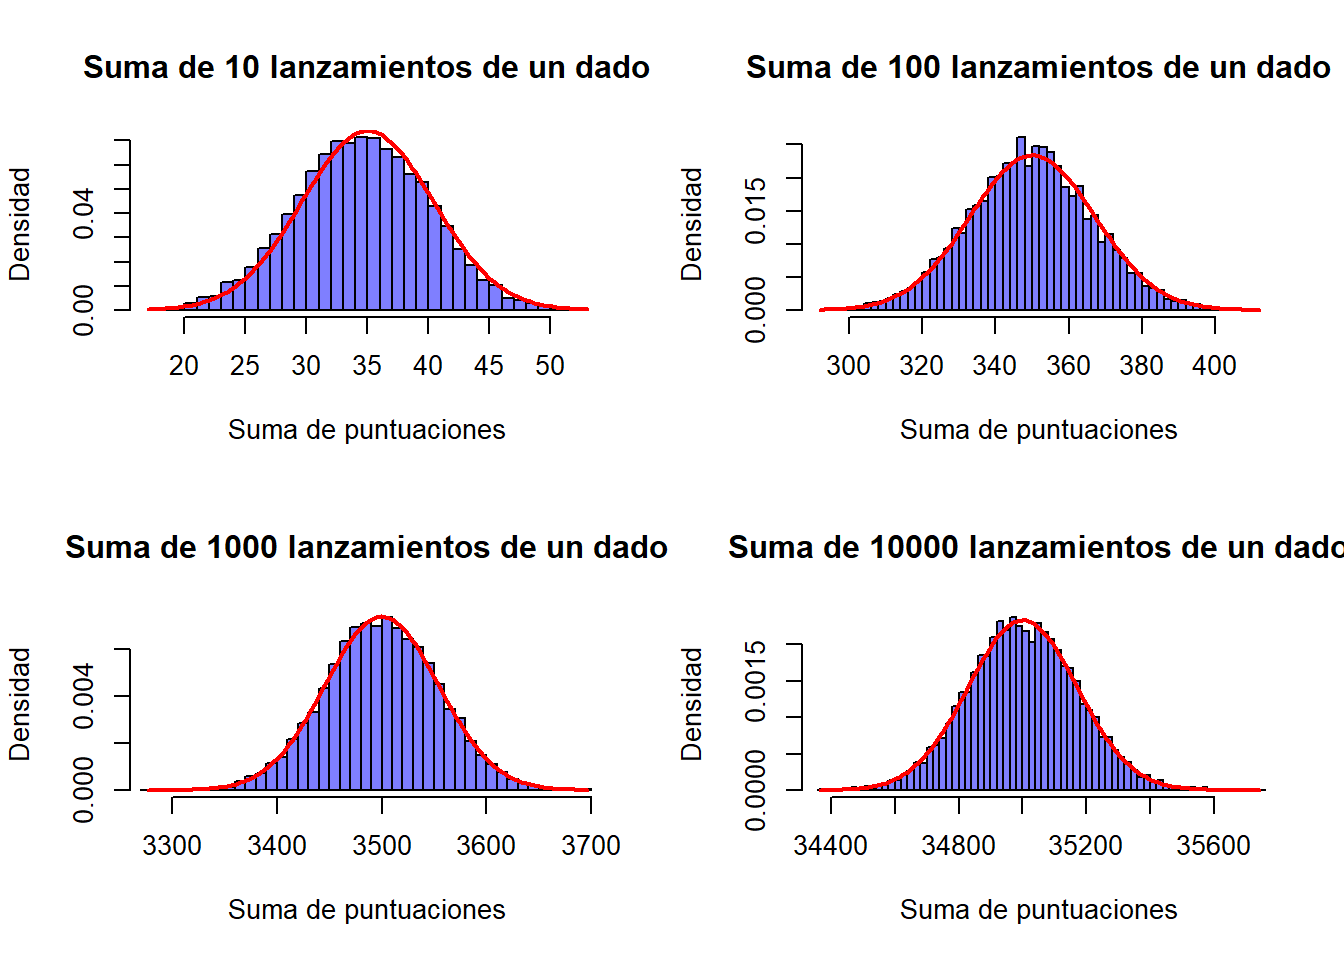 Suma de 10 lanzamientos de un dado
Densidad
0.00 0.04
20 25 30 35 40 45 50
Suma de puntuaciones
Suma de 100 lanzamientos de un dado
Densidad
0.000 0.015
300 320 340 360 380 400
Suma de puntuaciones
Suma de 1000 lanzamientos de un dado
Densidad
0.000 0.004
3300 3400 3500 3600 3700
Suma de puntuaciones
Suma de 10000 lanzamientos de un dado
Densidad
0.0000 0.0015
34400 34800 35200 35600
Suma de puntuaciones